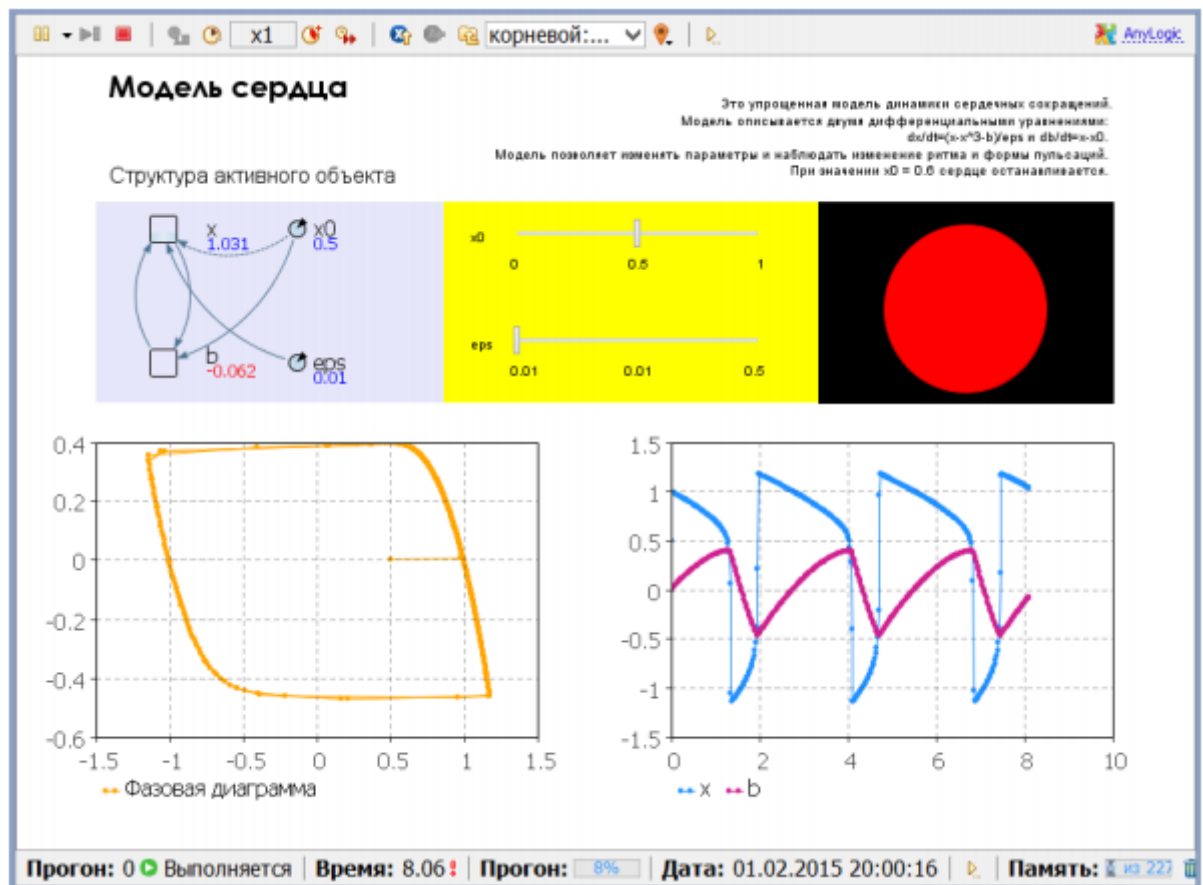 x1
корневой:...
AnyLogic
Модель сердца
Это упрощенная модель динамики сердечных сокращений.
Модель описывается двумя дифференциальными уравнениями:
dx/dt=(x-x^3-b)/eps и db/dt=x-x0.
Модель позволяет изменять параметры и наблюдать изменение ритма и формы пульсаций.
При значении x0 = 0.6 сердце останавливается.
Структура активного объекта
x
1.031
x0
0.5
b
-0.062
eps
0.01
x0
0
0.5
1
eps
0.01
0.01
0.5
0.4
0.2
0
-0.2
-0.4
-0.6
-1.5 -1 -0.5 0 0.5 1 1.5
Фазовая диаграмма
1.5
1
0.5
0
-0.5
-1
-1.5
0 2 4 6 8 10
x b
Прогон: 0 Выполняется | Время: 8.06 | Прогон: 8% | Дата: 01.02.2015 20:00:16 | Память: из 227